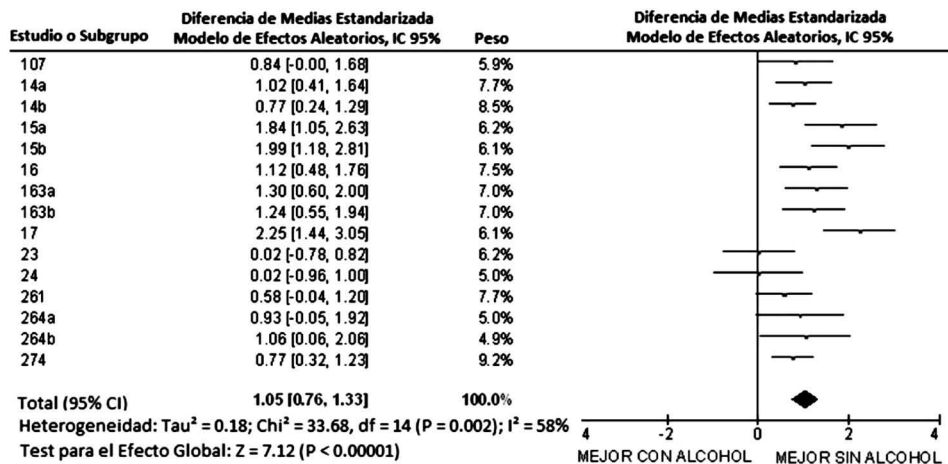 Diferencia de Medias Estandarizada Diferencia de Medias Estandarizada
Estudio o Subgrupo Modelo de Efectos Aleatorios, IC 95% Peso Modelo de Efectos Aleatorios, IC 95%
107 0.84 [-0.00, 1.68] 5.9%
14a 1.02 [0.41, 1.64] 7.7%
14b 0.77 [0.24, 1.29] 8.5%
15a 1.84 [1.05, 2.63] 6.2%
15b 1.99 [1.18, 2.81] 6.1%
16 1.12 [0.48, 1.76] 7.5%
163a 1.30 [0.60, 2.00] 7.0%
163b 1.24 [0.55, 1.94] 7.0%
17 2.25 [1.44, 3.05] 6.1%
23 0.02 [-0.78, 0.82] 6.2%
24 0.02 [-0.96, 1.00] 5.0%
261 0.58 [-0.04, 1.20] 7.7%
264a 0.93 [-0.05, 1.92] 5.0%
264b 1.06 [0.06, 2.06] 4.9%
274 0.77 [0.32, 1.23] 9.2%
Total (95% CI) 1.05 [0.76, 1.33] 100.0%
Heterogeneidad: Tau² = 0.18; Chi² = 33.68, df = 14 (P = 0.002); I² = 58%
4 2 0 2 4
Test para el Efecto Global: Z = 7.12 (P < 0.00001) MEJOR CON ALCOHOL MEJOR SIN ALCOHOL